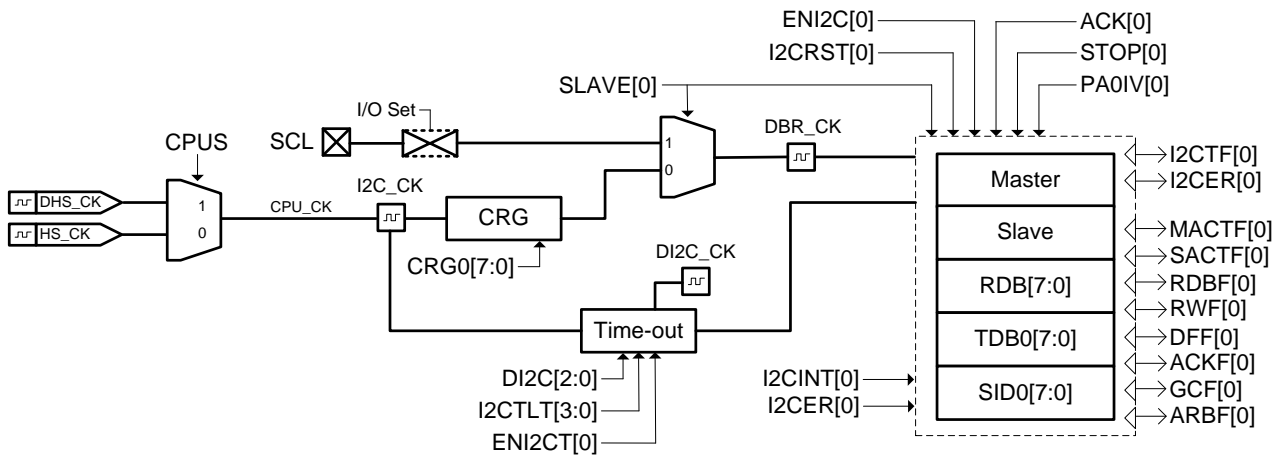 ENI2C[0]
ACK[0]
I2CRST[0]
STOP[0]
SLAVE[0]
PA0IV[0]
I/O Set
SCL
CPUS
DBR_CK
1
0
I2C_CK
DHS_CK
HS_CK
1
0
CPU_CK
CRG
CRG0[7:0]
DI2C_CK
Time-out
DI2C[2:0]
I2CTLT[3:0]
ENI2CT[0]
I2CINT[0]
I2CER[0]
Master
Slave
RDB[7:0]
TDB0[7:0]
SID0[7:0]
I2CTF[0]
I2CER[0]
MACTF[0]
SACTF[0]
RDBF[0]
RWF[0]
DFF[0]
ACKF[0]
GCF[0]
ARBF[0]